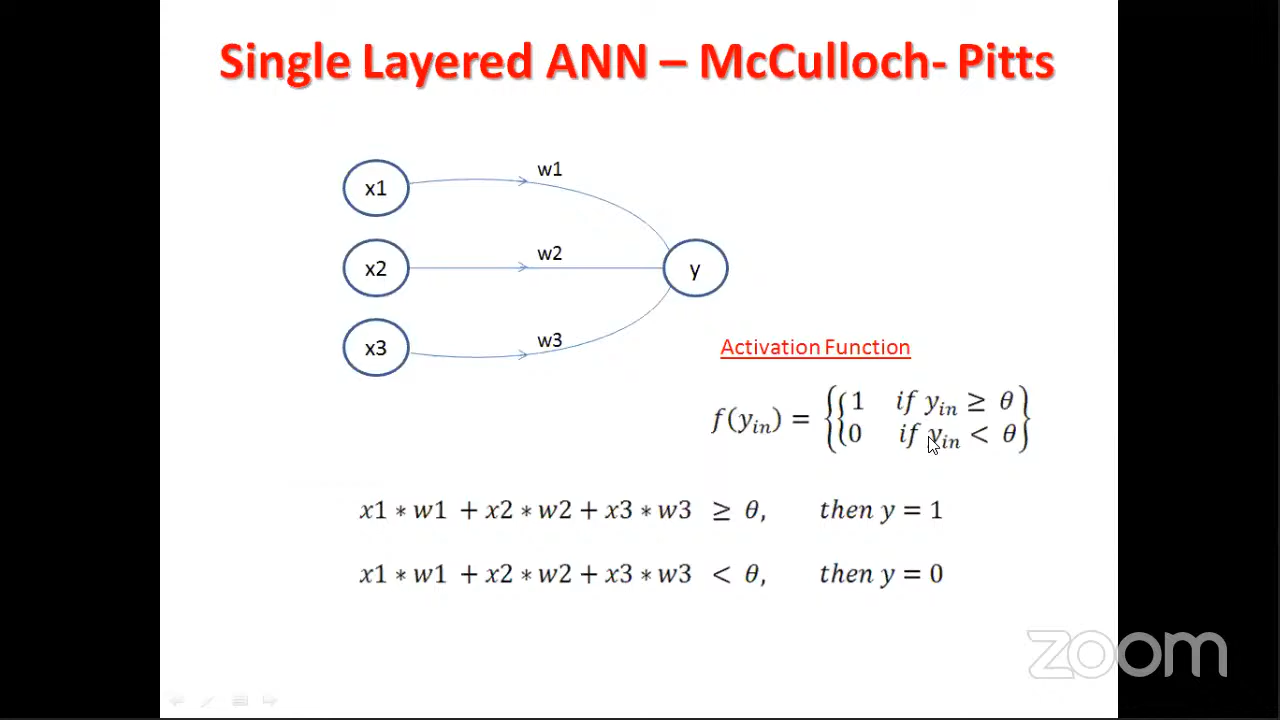 Single Layered ANN – McCulloch- Pitts
x1
w1
x2
w2
y
x3
w3
Activation Function
f(y_in) = {{1 if y_in ≥ θ
{0 if y_in < θ}
x1 ∗ w1 + x2 ∗ w2 + x3 ∗ w3 ≥ θ, then y = 1
x1 ∗ w1 + x2 ∗ w2 + x3 ∗ w3 < θ, then y = 0
zoom